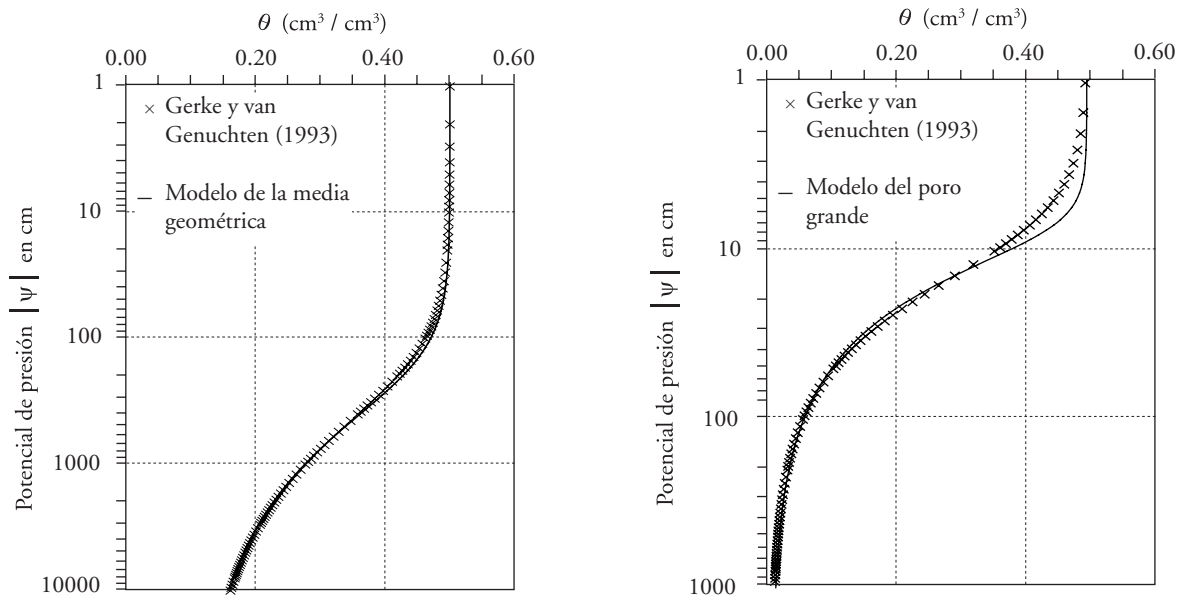 θ (cm³ / cm³)
0.00 0.20 0.40 0.60
1
10
100
1000
10000
Potencial de presión |ψ| en cm
× Gerke y van
Genuchten (1993)
— Modelo de la media
geométrica
θ (cm³ / cm³)
0.00 0.20 0.40 0.60
1
10
100
1000
Potencial de presión |ψ| en cm
× Gerke y van
Genuchten (1993)
— Modelo del poro
grande